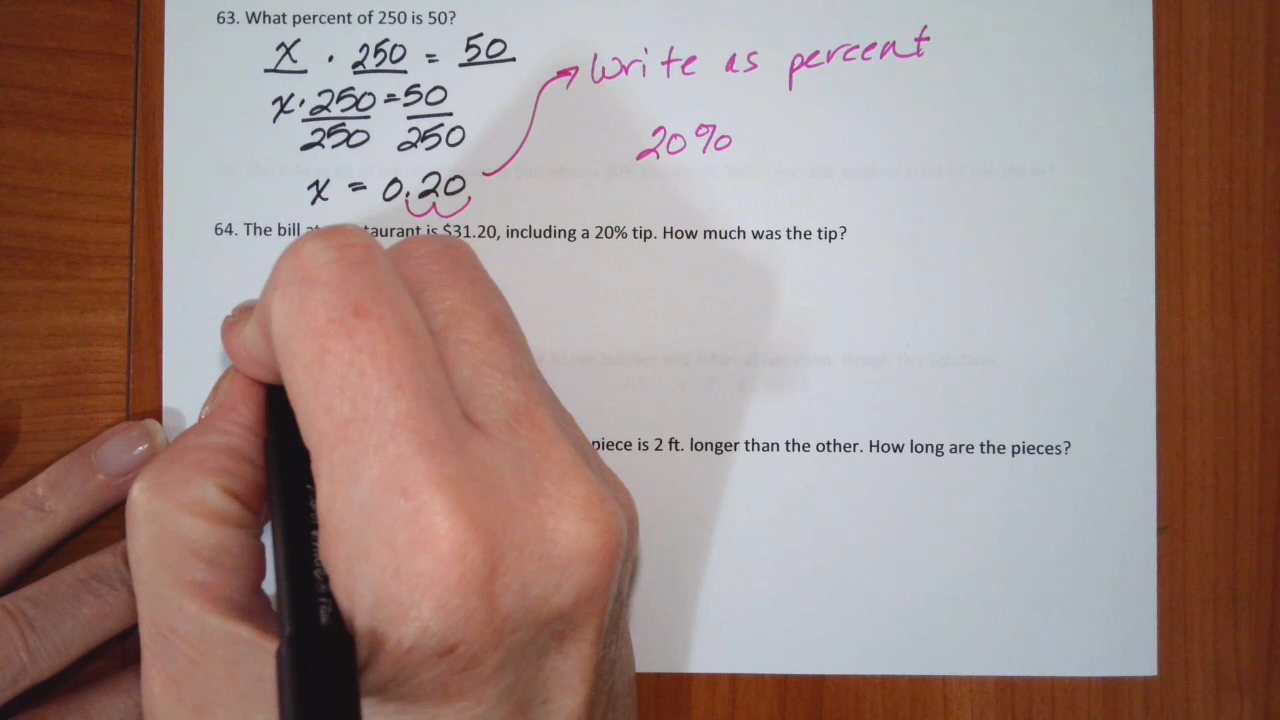 63. What percent of 250 is 50?
x · 250 = 50
Write as percent
x · 250 = 50
250 250
20%
x = 0.20
64. The bill taurant is $31.20, including a 20% tip. How much was the tip?
piece is 2 ft. longer than the other. How long are the pieces?